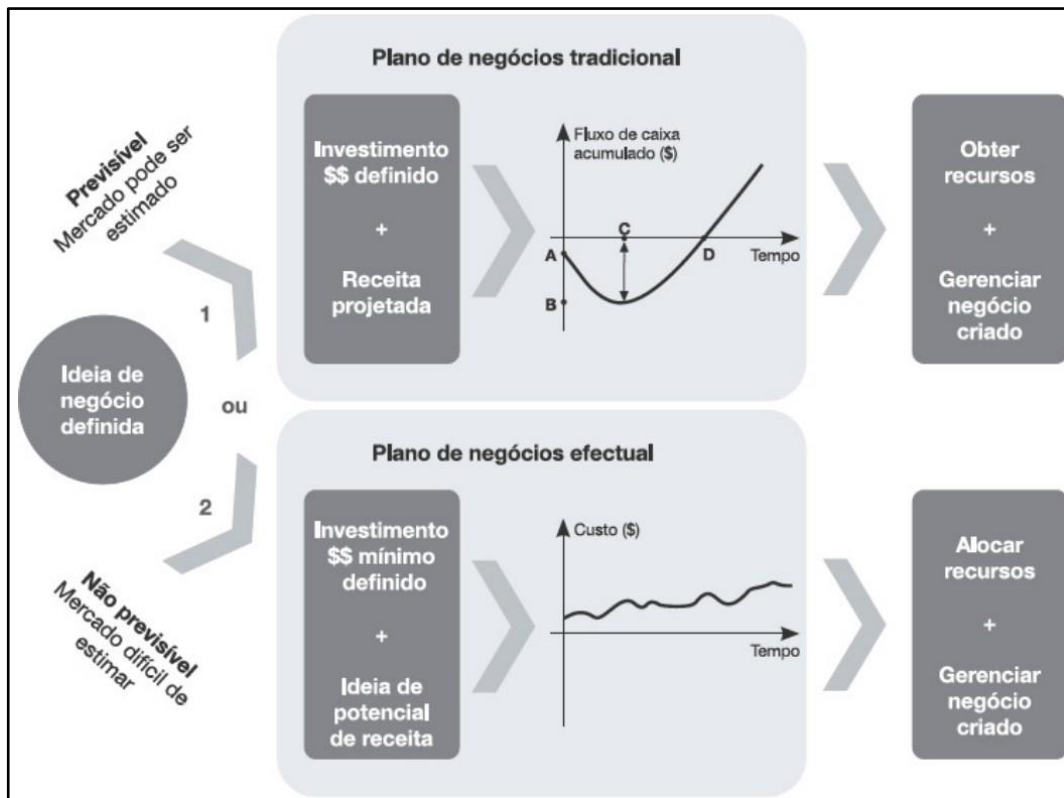 Previsível
Mercado pode ser
estimado
1
Ideia de
negócio
definida
ou
2
Não previsível
Mercado difícil de
estimar
Plano de negócios tradicional
Investimento
$$ definido
+
Receita
projetada
Fluxo de caixa
acumulado ($)
A
B
C
D
Tempo
Obter
recursos
+
Gerenciar
negócio
criado
Plano de negócios efectual
Investimento
$$ mínimo
definido
+
Ideia de
potencial
de receita
Custo ($)
Tempo
Alocar
recursos
+
Gerenciar
negócio
criado